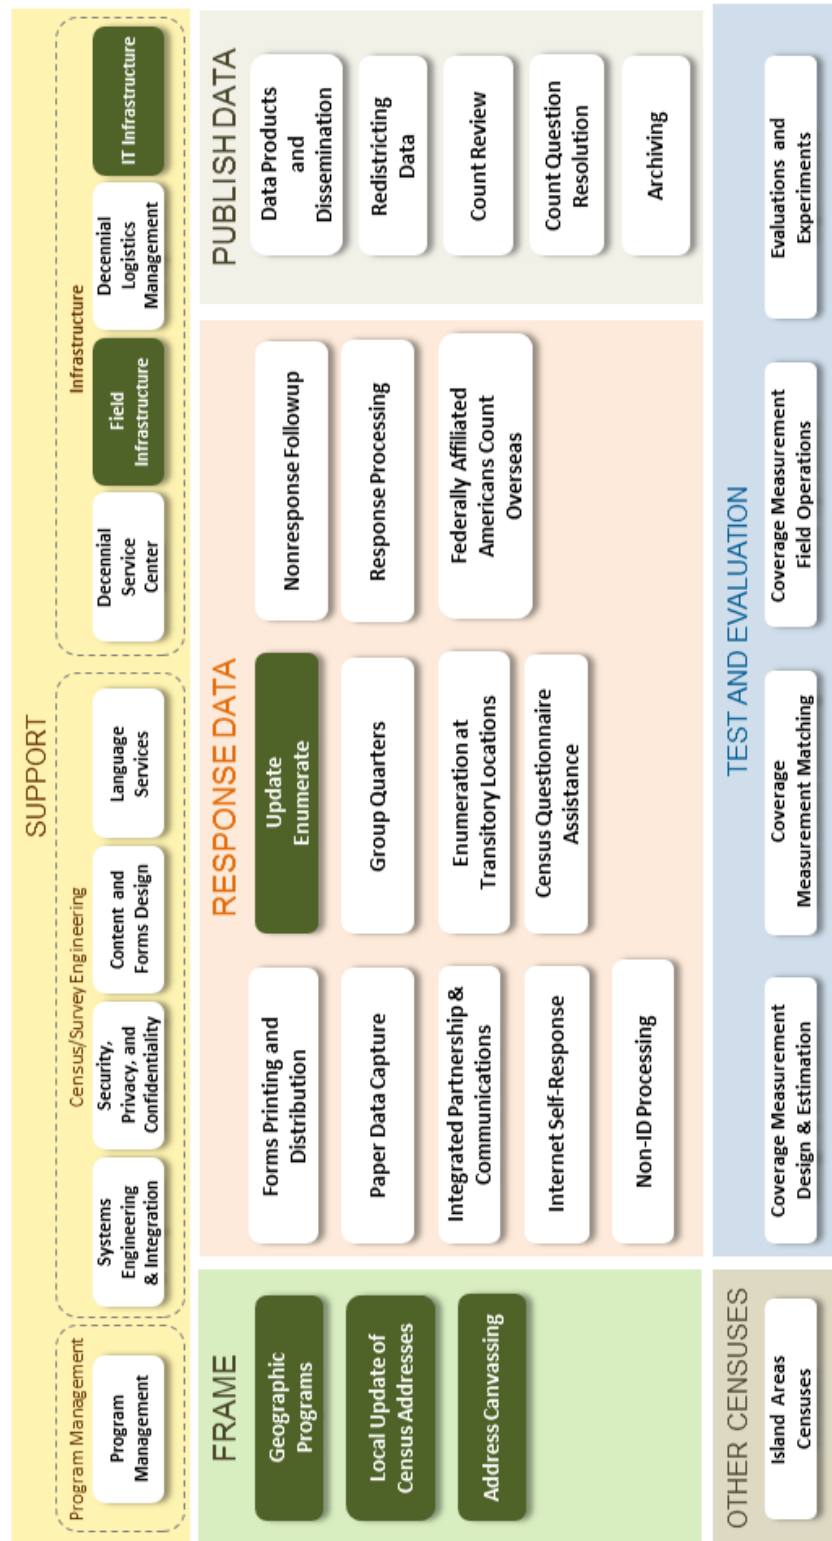 SUPPORT
Program Management
Program
Management
Census/Survey Engineering
Systems
Engineering
& Integration
Security,
Privacy, and
Confidentiality
Content and
Forms Design
Language
Services
Infrastructure
Decennial
Service
Center
Field
Infrastructure
Decennial
Logistics
Management
IT Infrastructure
FRAME
Geographic
Programs
Local Update of
Census Addresses
Address Canvassing
RESPONSE DATA
Forms Printing and
Distribution
Paper Data Capture
Integrated Partnership &
Communications
Internet Self-Response
Non-ID Processing
Update
Enumerate
Group Quarters
Enumeration at
Transitory Locations
Census Questionnaire
Assistance
Nonresponse Followup
Response Processing
Federally Affiliated
Americans Count
Overseas
PUBLISH DATA
Data Products
and
Dissemination
Redistricting
Data
Count Review
Count Question
Resolution
Archiving
OTHER CENSUSES
Island Areas
Censuses
TEST AND EVALUATION
Coverage Measurement
Design & Estimation
Coverage
Measurement Matching
Coverage Measurement
Field Operations
Evaluations and
Experiments